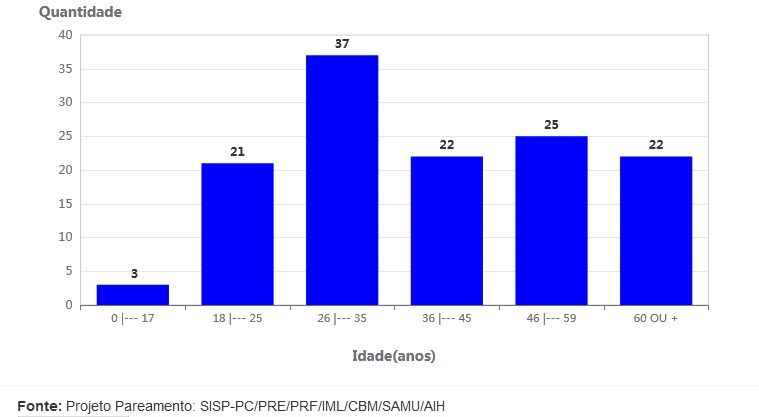 Quantidade
40
35
30
25
20
15
10
5
0
3
21
37
22
25
22
0 |--- 17
18 |--- 25
26 |--- 35
36 |--- 45
46 |--- 59
60 OU +
Idade(anos)
Fonte: Projeto Pareamento: SISP-PC/PRE/PRF/IML/CBM/SAMU/AIH